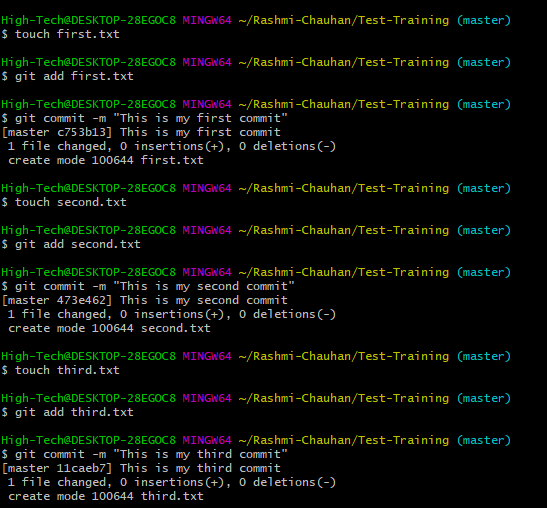 High-Tech@DESKTOP-28EGOC8 MINGW64 ~/Rashmi-Chauhan/Test-Training (master)
$ touch first.txt
High-Tech@DESKTOP-28EGOC8 MINGW64 ~/Rashmi-Chauhan/Test-Training (master)
$ git add first.txt
High-Tech@DESKTOP-28EGOC8 MINGW64 ~/Rashmi-Chauhan/Test-Training (master)
$ git commit -m "This is my first commit"
[master c753b13] This is my first commit
1 file changed, 0 insertions(+), 0 deletions(-)
create mode 100644 first.txt
High-Tech@DESKTOP-28EGOC8 MINGW64 ~/Rashmi-Chauhan/Test-Training (master)
$ touch second.txt
High-Tech@DESKTOP-28EGOC8 MINGW64 ~/Rashmi-Chauhan/Test-Training (master)
$ git add second.txt
High-Tech@DESKTOP-28EGOC8 MINGW64 ~/Rashmi-Chauhan/Test-Training (master)
$ git commit -m "This is my second commit"
[master 473e462] This is my second commit
1 file changed, 0 insertions(+), 0 deletions(-)
create mode 100644 second.txt
High-Tech@DESKTOP-28EGOC8 MINGW64 ~/Rashmi-Chauhan/Test-Training (master)
$ touch third.txt
High-Tech@DESKTOP-28EGOC8 MINGW64 ~/Rashmi-Chauhan/Test-Training (master)
$ git add third.txt
High-Tech@DESKTOP-28EGOC8 MINGW64 ~/Rashmi-Chauhan/Test-Training (master)
$ git commit -m "This is my third commit"
[master 11caeb7] This is my third commit
1 file changed, 0 insertions(+), 0 deletions(-)
create mode 100644 third.txt